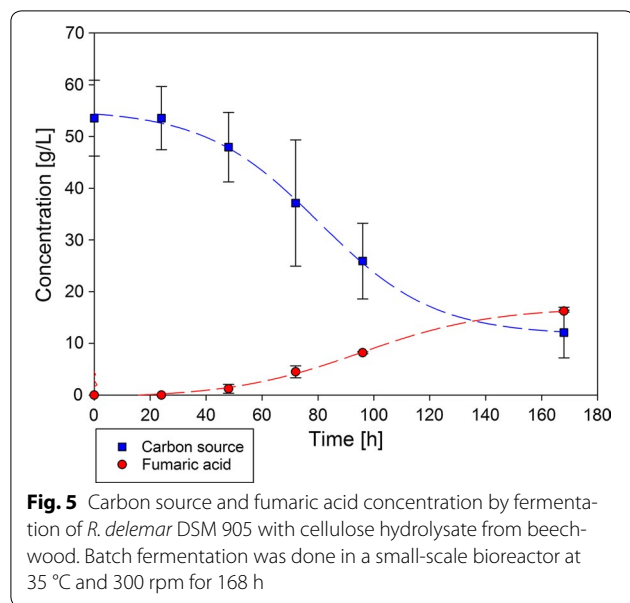 70
60
50
40
30
20
10
0
Concentration [g/L]
0 20 40 60 80 100 120 140 160 180
Time [h]
Carbon source
Fumaric acid
Fig. 5 Carbon source and fumaric acid concentration by fermenta-
tion of R. delemar DSM 905 with cellulose hydrolysate from beech-
wood. Batch fermentation was done in a small-scale bioreactor at
35 °C and 300 rpm for 168 h